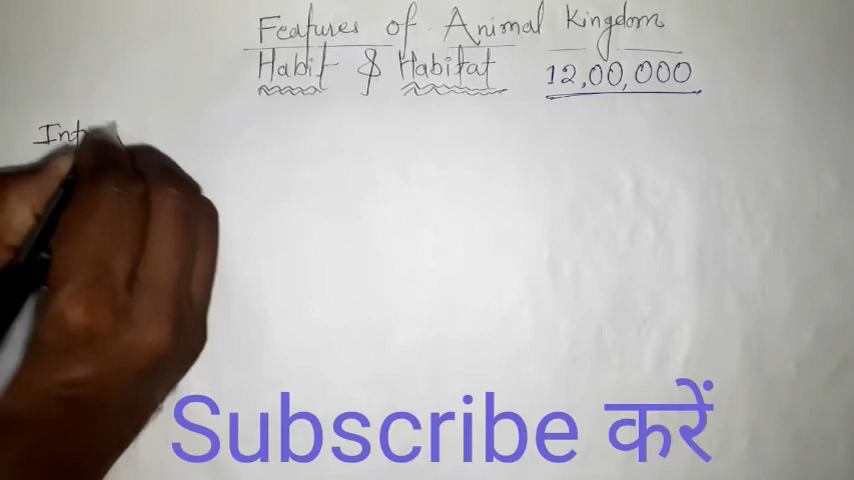 Features of Animal Kingdom
Habit & Habitat 12,00,000
Subscribe करें